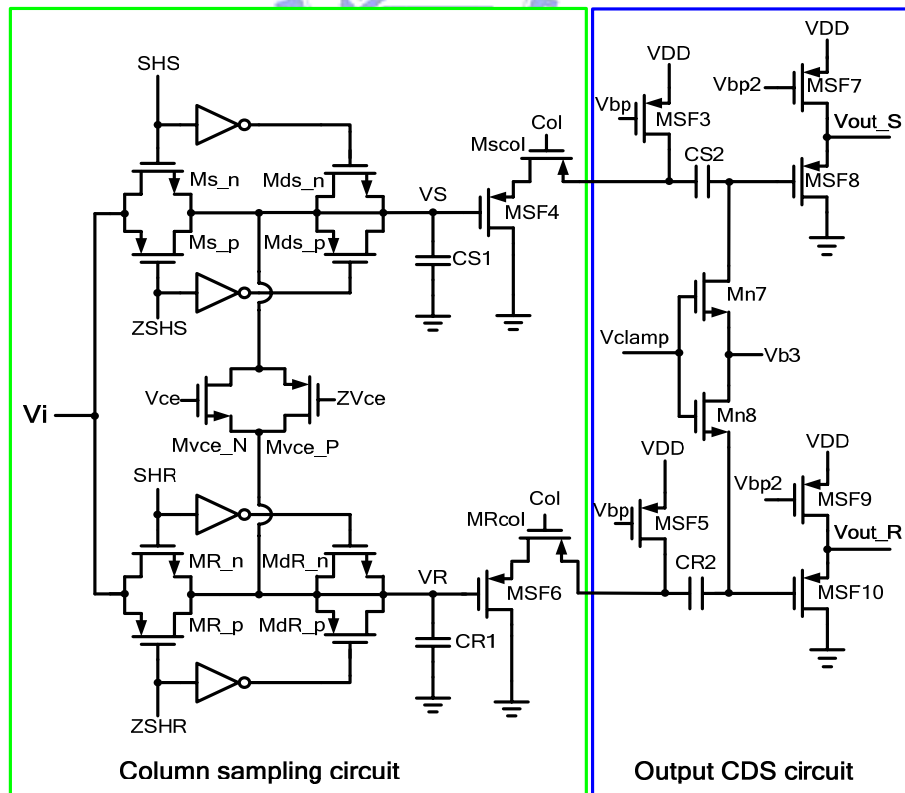 SHS
VDD
VDD
Vbp2
MSF7
Vbp
MSF3
Vout_S
Col
Mscol
CS2
Ms_n
Mds_n
MSF8
VS
MSF4
Ms_p
Mds_p
CS1
Mn7
ZSHS
Vclamp
Vb3
Vce
ZVce
Vi
Mn8
Mvce_N
Mvce_P
VDD
VDD
SHR
Vbp2
MSF9
Col
Vbp
MSF5
MRcol
Vout_R
MR_n
MdR_n
CR2
VR
MSF6
MSF10
MR_p
MdR_p
CR1
ZSHR
Column sampling circuit
Output CDS circuit